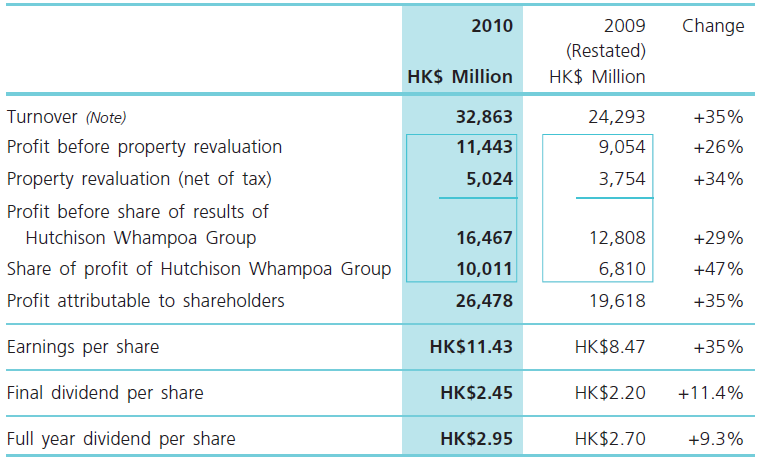 2010 2009 Change
(Restated)
HK$ Million HK$ Million
Turnover (Note) 32,863 24,293 +35%
Profit before property revaluation 11,443 9,054 +26%
Property revaluation (net of tax) 5,024 3,754 +34%
Profit before share of results of
Hutchison Whampoa Group 16,467 12,808 +29%
Share of profit of Hutchison Whampoa Group 10,011 6,810 +47%
Profit attributable to shareholders 26,478 19,618 +35%
Earnings per share HK$11.43 HK$8.47 +35%
Final dividend per share HK$2.45 HK$2.20 +11.4%
Full year dividend per share HK$2.95 HK$2.70 +9.3%